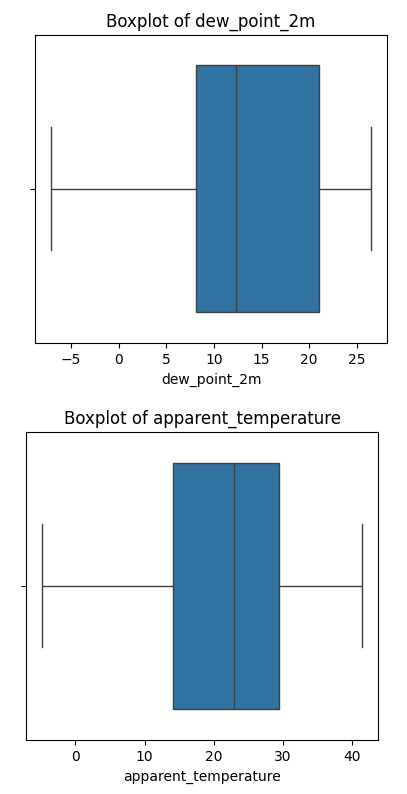 Boxplot of dew_point_2m
−5 0 5 10 15 20 25
dew_point_2m
Boxplot of apparent_temperature
0 10 20 30 40
apparent_temperature